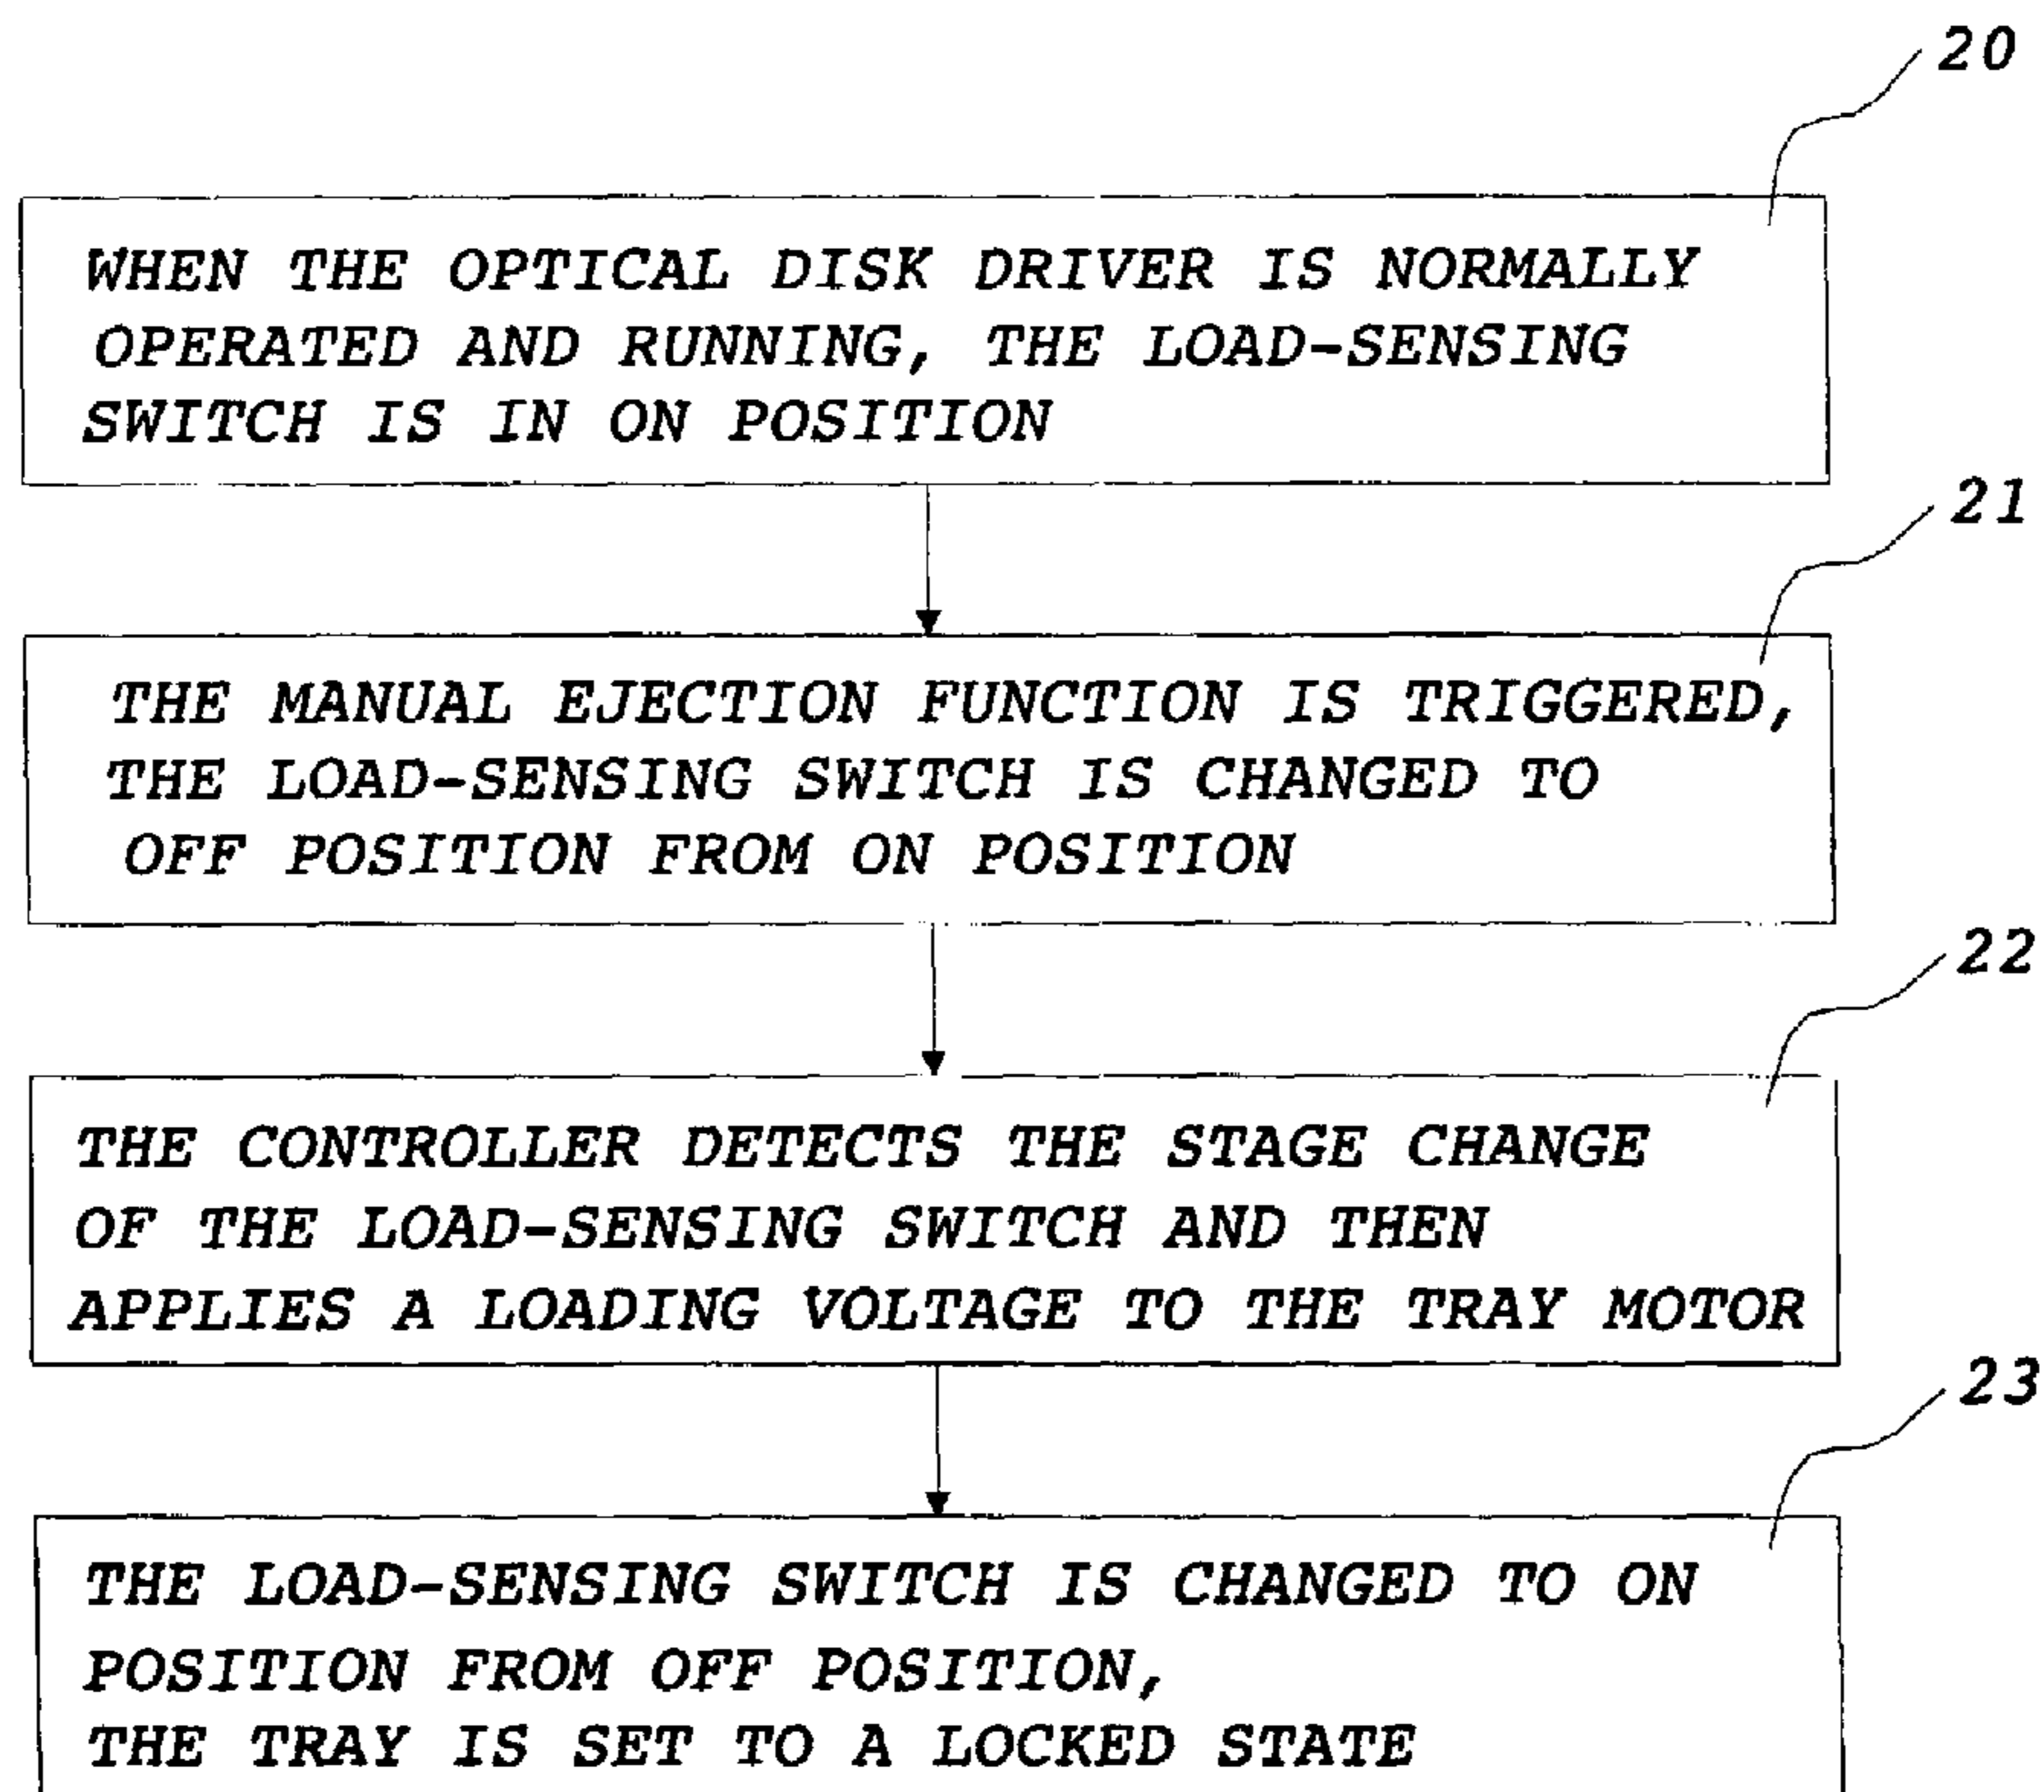 20
WHEN THE OPTICAL DISK DRIVER IS NORMALLY
OPERATED AND RUNNING, THE LOAD-SENSING
SWITCH IS IN ON POSITION
21
THE MANUAL EJECTION FUNCTION IS TRIGGERED,
THE LOAD-SENSING SWITCH IS CHANGED TO
OFF POSITION FROM ON POSITION
22
THE CONTROLLER DETECTS THE STAGE CHANGE
OF THE LOAD-SENSING SWITCH AND THEN
APPLIES A LOADING VOLTAGE TO THE TRAY MOTOR
23
THE LOAD-SENSING SWITCH IS CHANGED TO ON
POSITION FROM OFF POSITION,
THE TRAY IS SET TO A LOCKED STATE